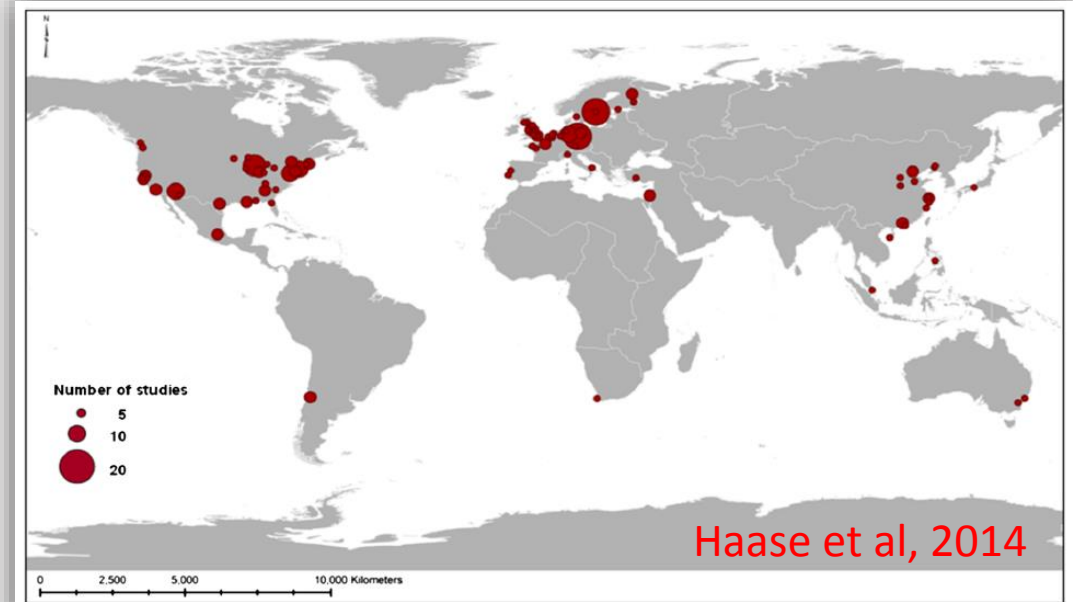 N
Number of studies
5
10
20
Haase et al, 2014
0 2,500 5,000 10,000 Kilometers